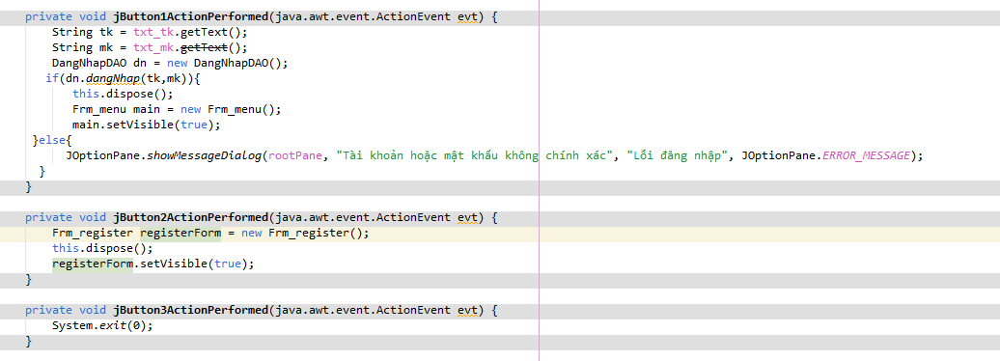 private void jButton1ActionPerformed(java.awt.event.ActionEvent evt) {
String tk = txt_tk.getText();
String mk = txt_mk.getText();
DangNhapDAO dn = new DangNhapDAO();
if(dn.dangNhap(tk,mk)){
this.dispose();
Frm_menu main = new Frm_menu();
main.setVisible(true);
}else{
JOptionPane.showMessageDialog(rootPane, "Tài khoản hoặc mật khẩu không chính xác", "Lỗi đăng nhập", JOptionPane.ERROR_MESSAGE);
}
}
private void jButton2ActionPerformed(java.awt.event.ActionEvent evt) {
Frm_register registerForm = new Frm_register();
this.dispose();
registerForm.setVisible(true);
}
private void jButton3ActionPerformed(java.awt.event.ActionEvent evt) {
System.exit(0);
}